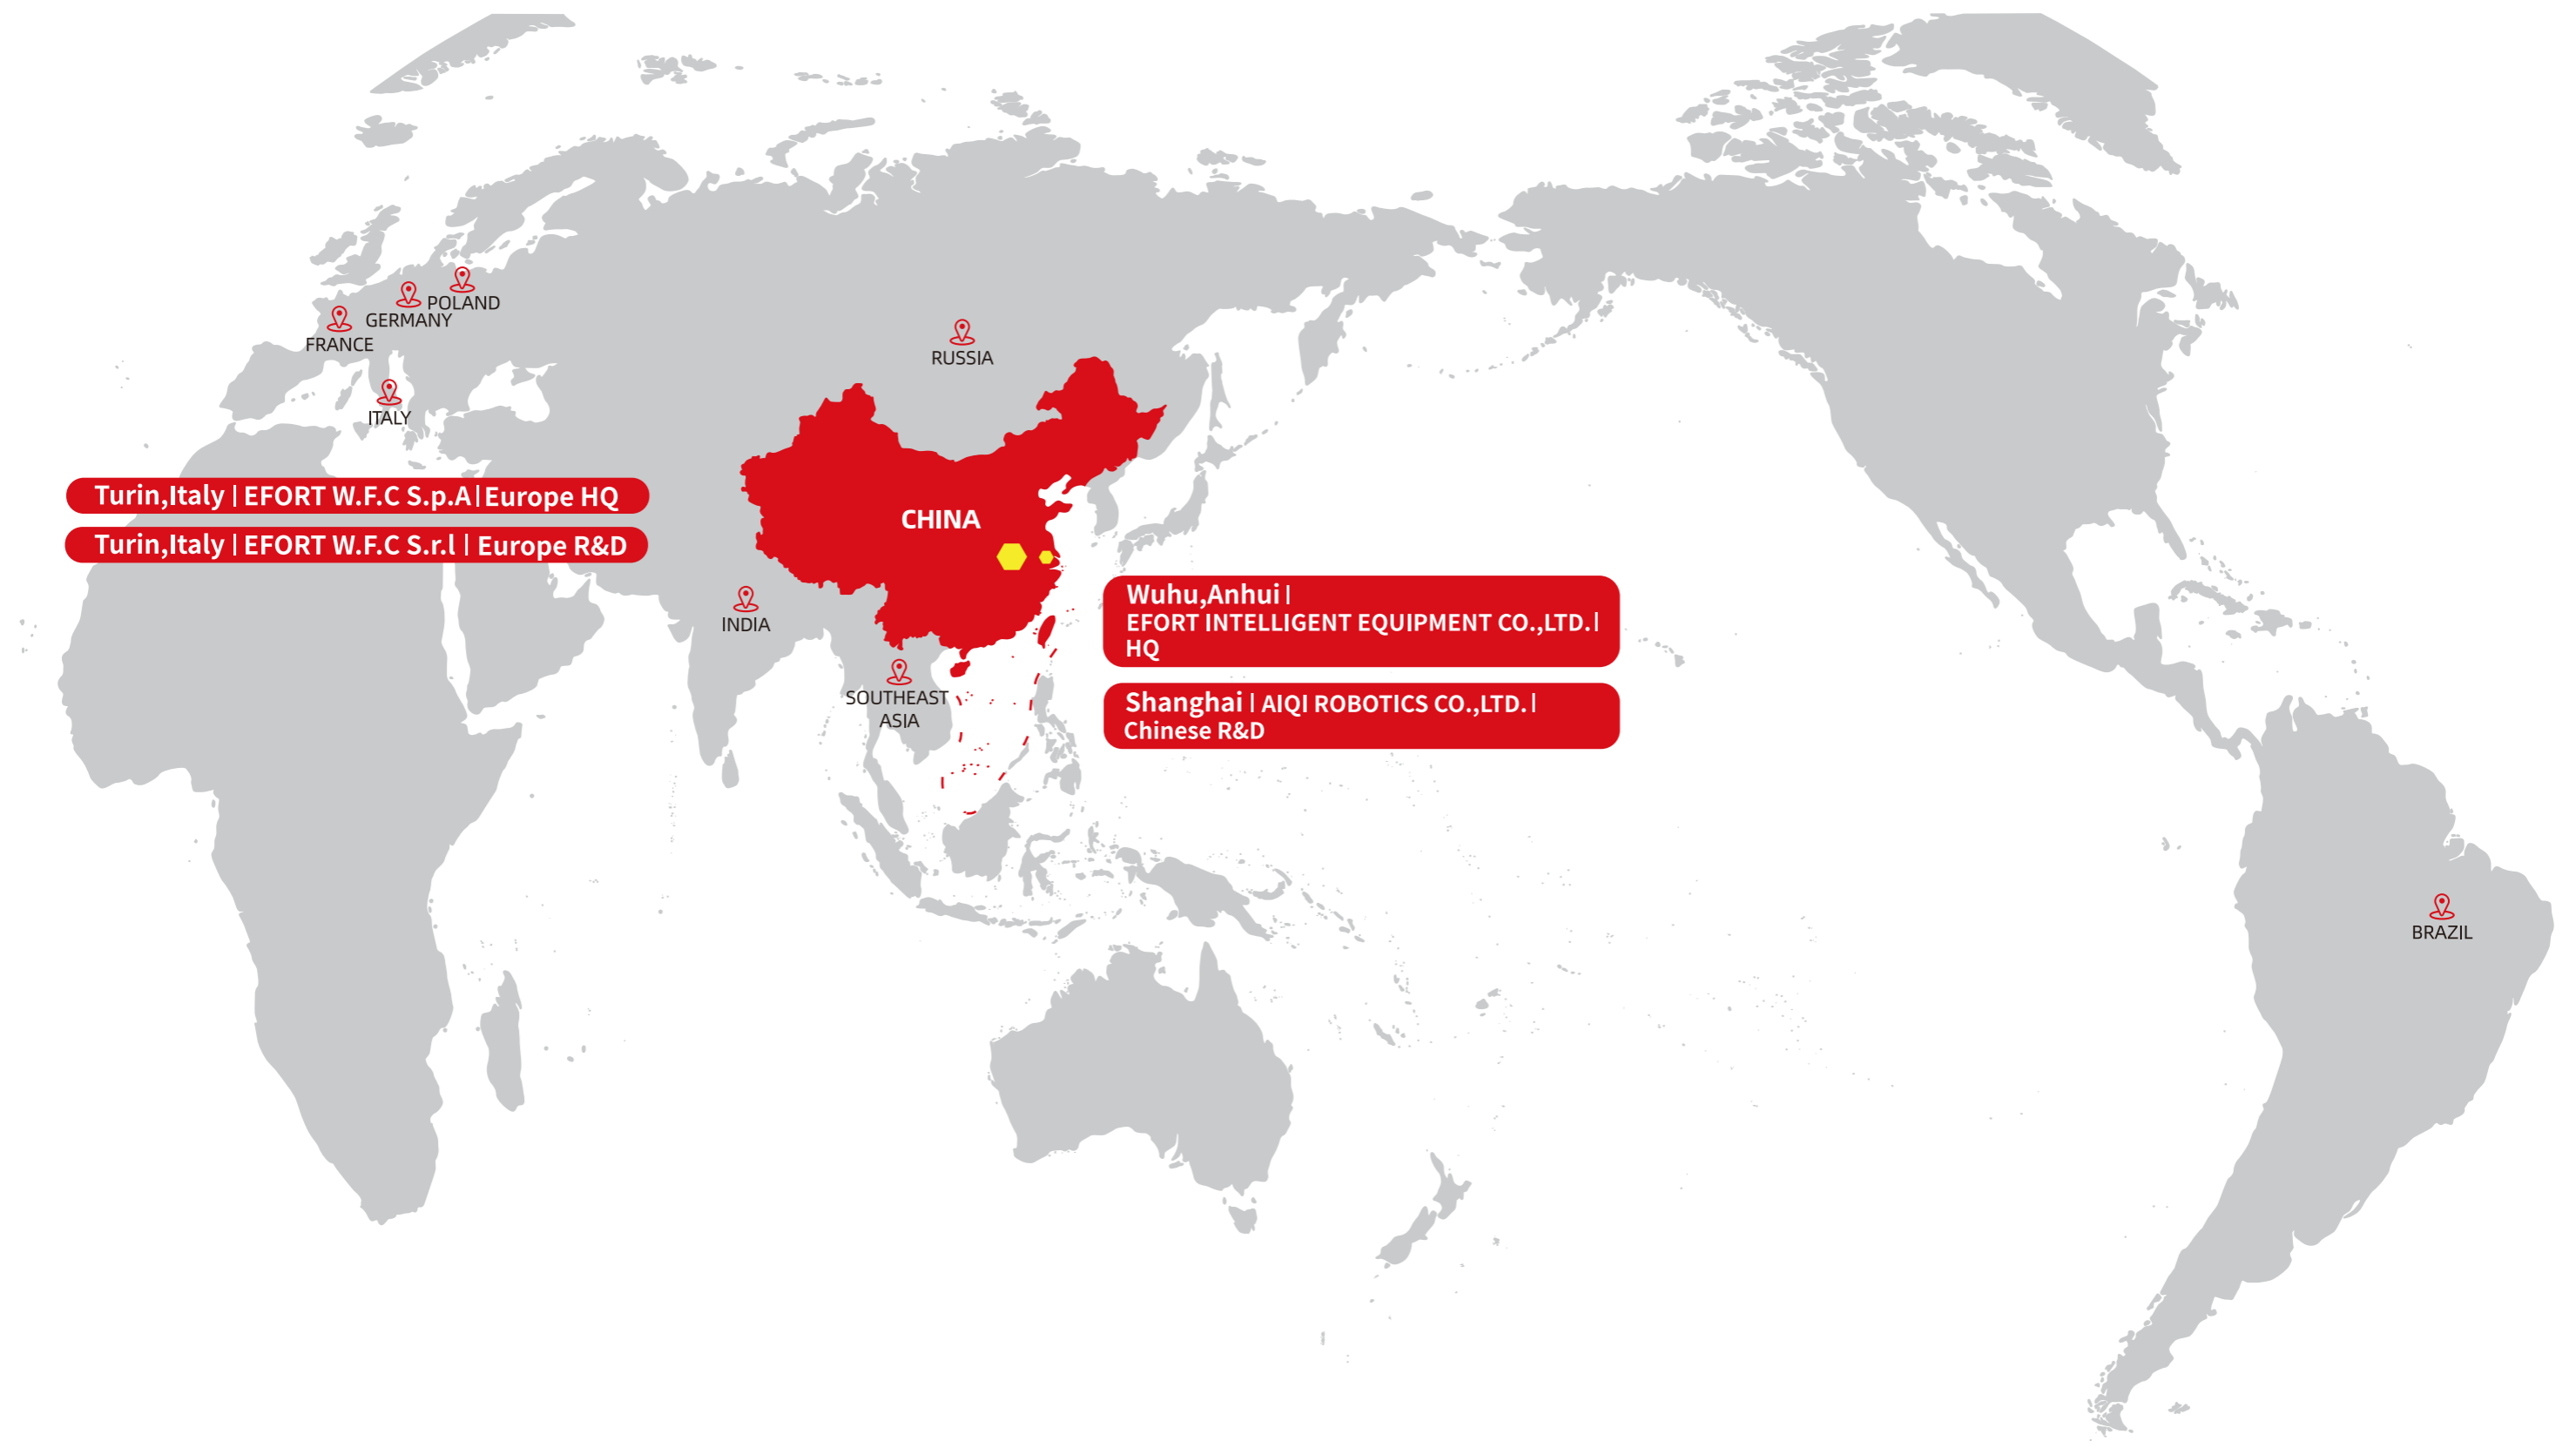 POLAND
GERMANY
FRANCE
RUSSIA
ITALY
Turin,Italy | EFORT W.F.C S.p.A | Europe HQ
Turin,Italy | EFORT W.F.C S.r.l | Europe R&D
CHINA
INDIA
Wuhu,Anhui |
EFORT INTELLIGENT EQUIPMENT CO.,LTD. |
HQ
SOUTHEAST
ASIA
Shanghai | AIQI ROBOTICS CO.,LTD. |
Chinese R&D
BRAZIL